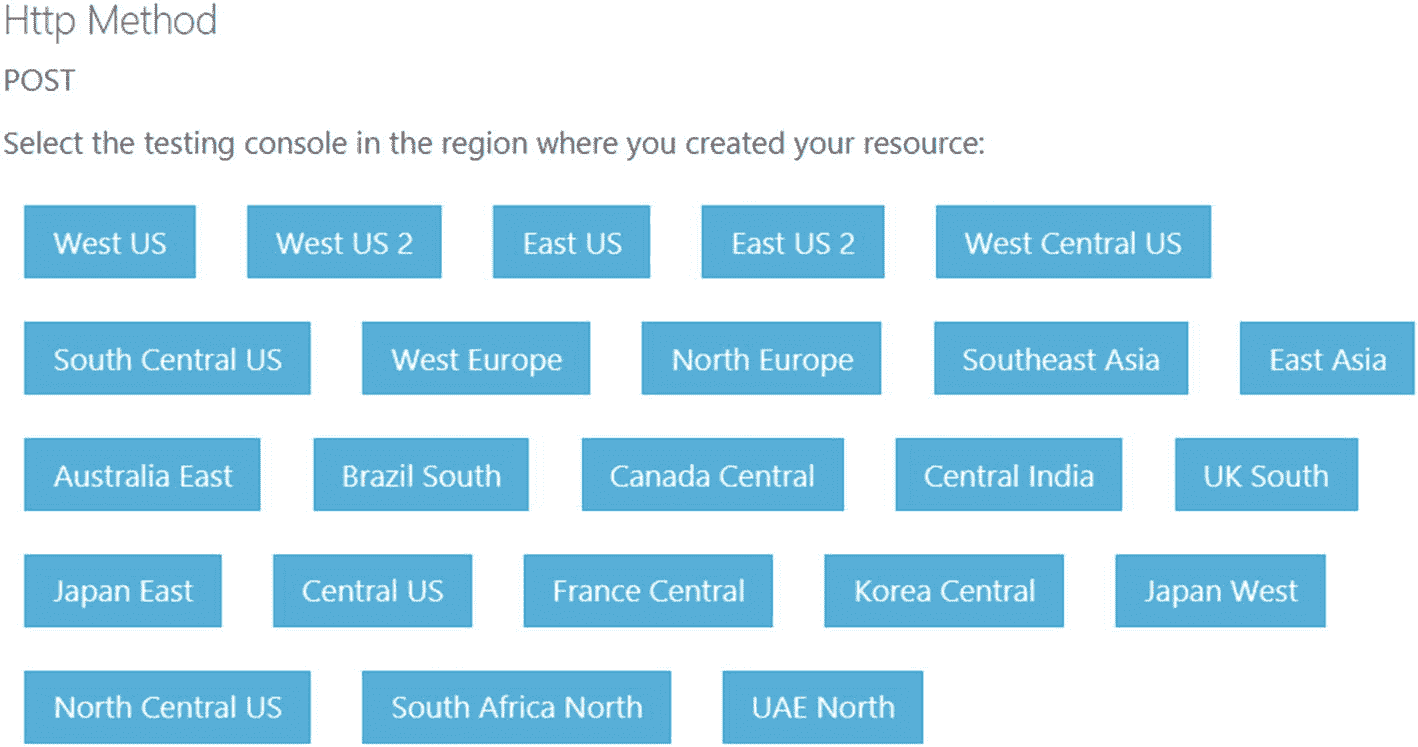 Http Method
POST
Select the testing console in the region where you created your resource:
West US West US 2 East US East US 2 West Central US
South Central US West Europe North Europe Southeast Asia East Asia
Australia East Brazil South Canada Central Central India UK South
Japan East Central US France Central Korea Central Japan West
North Central US South Africa North UAE North